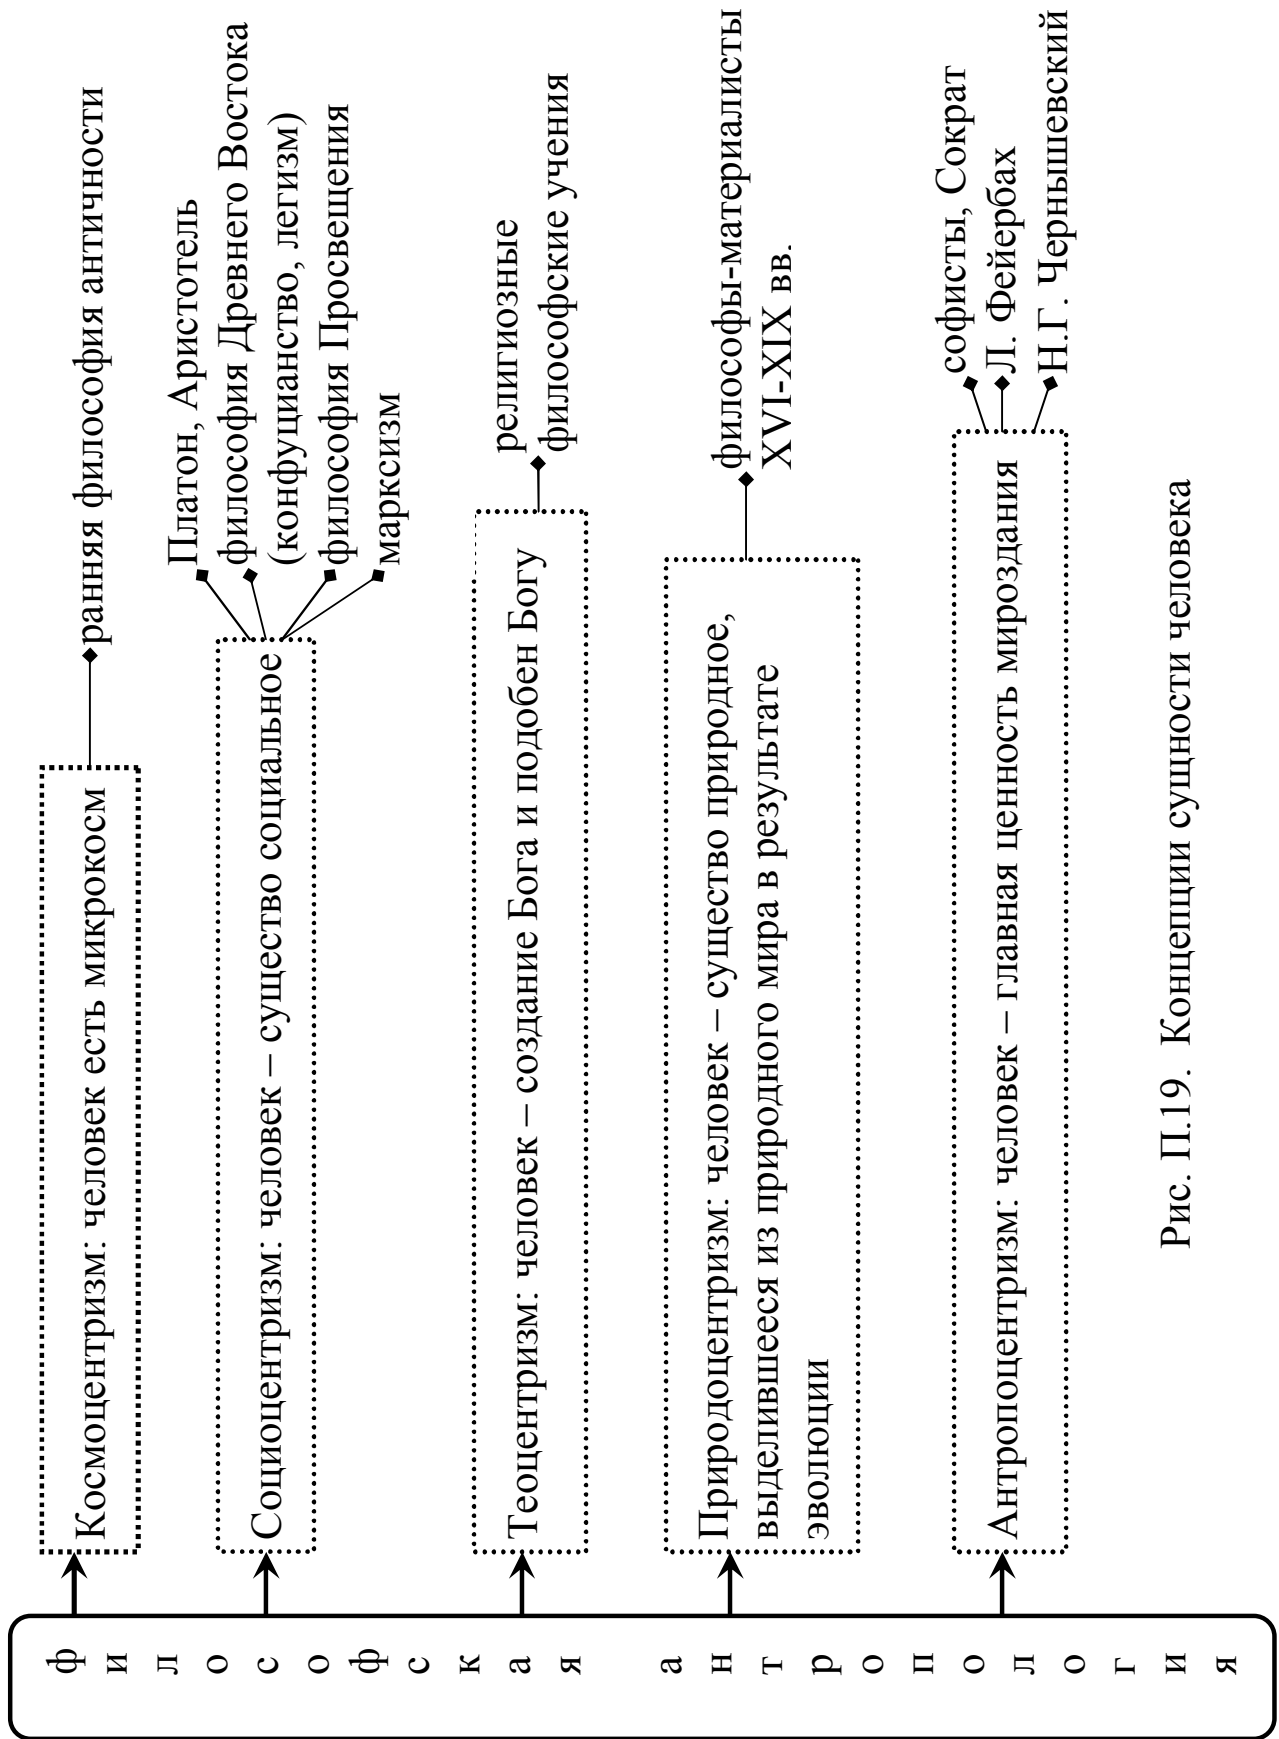 философская
антропология
Космоцентризм: человек есть микрокосм
ранняя философия античности
Социоцентризм: человек – существо социальное
Платон, Аристотель
философия Древнего Востока
(конфуцианство, легизм)
философия Просвещения
марксизм
Теоцентризм: человек – создание Бога и подобен Богу
религиозные
философские учения
Природоцентризм: человек – существо природное,
выделившееся из природного мира в результате
эволюции
философы-материалисты
XVI-XIX вв.
Антропоцентризм: человек – главная ценность мироздания
софисты, Сократ
Л. Фейербах
Н.Г. Чернышевский
Рис. П.19. Концепции сущности человека